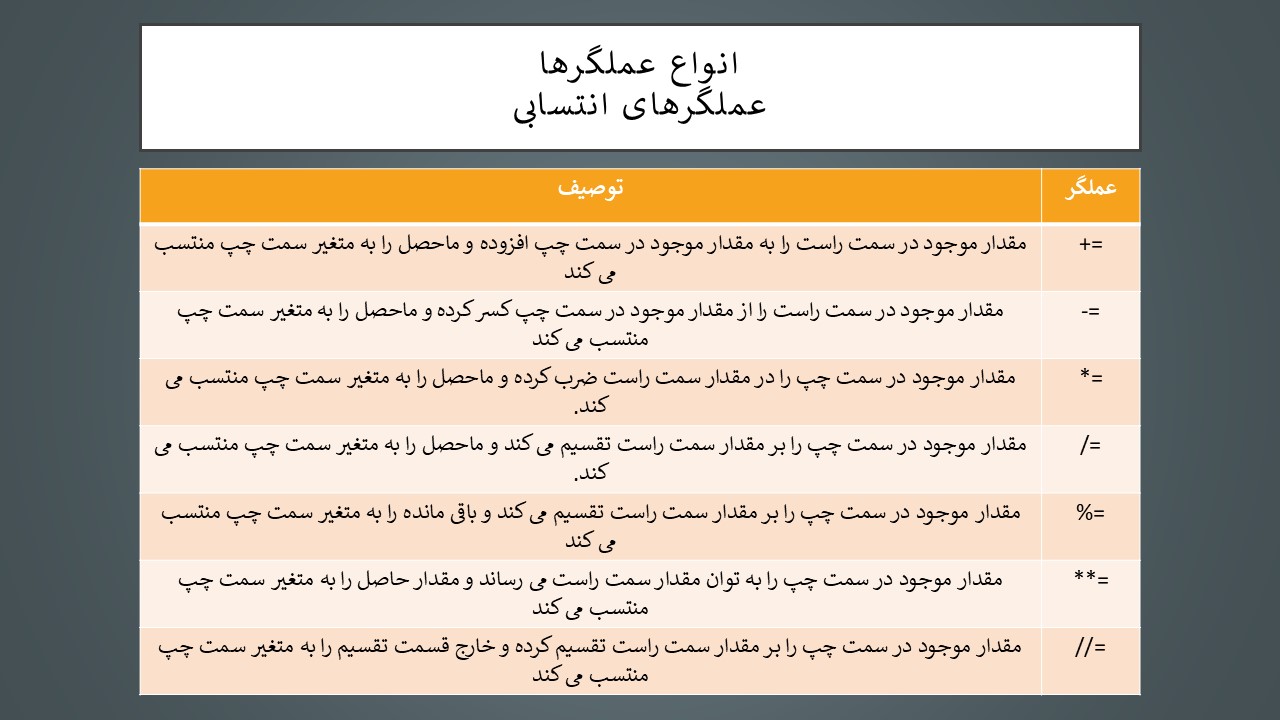 انواع عملگرها
عملگرهای انتسابی
عملگر
توصیف
+=
مقدار موجود در سمت راست را به مقدار موجود در سمت چپ افزوده و ماحصل را به متغیر سمت چپ منتسب
می کند
-=
مقدار موجود در سمت راست را از مقدار موجود در سمت چپ کسر کرده و ماحصل را به متغیر سمت چپ
منتسب می کند
*=
مقدار موجود در سمت چپ را در مقدار سمت راست ضرب کرده و ماحصل را به متغیر سمت چپ منتسب می
کند.
/=
مقدار موجود در سمت چپ را بر مقدار سمت راست تقسیم می کند و ماحصل را به متغیر سمت چپ منتسب می
کند.
%=
مقدار موجود در سمت چپ را بر مقدار سمت راست تقسیم می کند و باقی مانده را به متغیر سمت چپ منتسب
می کند
**=
مقدار موجود در سمت چپ را به توان مقدار سمت راست می رساند و مقدار حاصل را به متغیر سمت چپ
منتسب می کند
//=
مقدار موجود در سمت چپ را بر مقدار سمت راست تقسیم کرده و خارج قسمت تقسیم را به متغیر سمت چپ
منتسب می کند